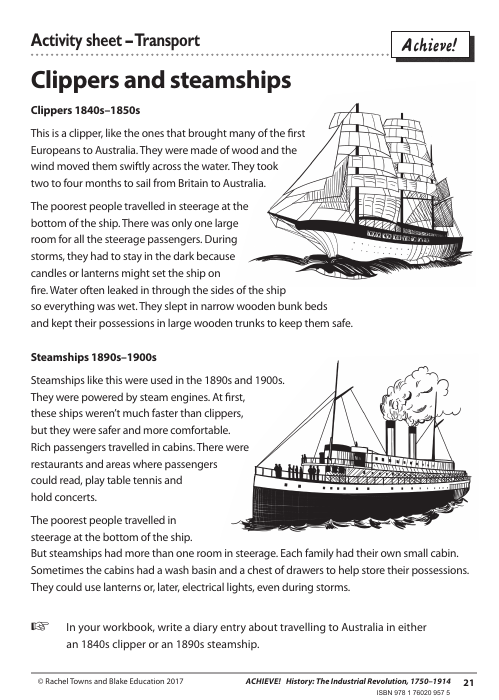 Activity sheet – Transport
Achieve!
Clippers and steamships
Clippers 1840s–1850s
This is a clipper, like the ones that brought many of the first
Europeans to Australia. They were made of wood and the
wind moved them swiftly across the water. They took
two to four months to sail from Britain to Australia.
The poorest people travelled in steerage at the
bottom of the ship. There was only one large
room for all the steerage passengers. During
storms, they had to stay in the dark because
candles or lanterns might set the ship on
fire. Water often leaked in through the sides of the ship
so everything was wet. They slept in narrow wooden bunk beds
and kept their possessions in large wooden trunks to keep them safe.
Steamships 1890s–1900s
Steamships like this were used in the 1890s and 1900s.
They were powered by steam engines. At first,
these ships weren't much faster than clippers,
but they were safer and more comfortable.
Rich passengers travelled in cabins. There were
restaurants and areas where passengers
could read, play table tennis and
hold concerts.
The poorest people travelled in
steerage at the bottom of the ship.
But steamships had more than one room in steerage. Each family had their own small cabin.
Sometimes the cabins had a wash basin and a chest of drawers to help store their possessions.
They could use lanterns or, later, electrical lights, even during storms.
In your workbook, write a diary entry about travelling to Australia in either
an 1840s clipper or an 1890s steamship.
© Rachel Towns and Blake Education 2017
ACHIEVE! History: The Industrial Revolution, 1750–1914 21
ISBN 978 1 76020 957 5